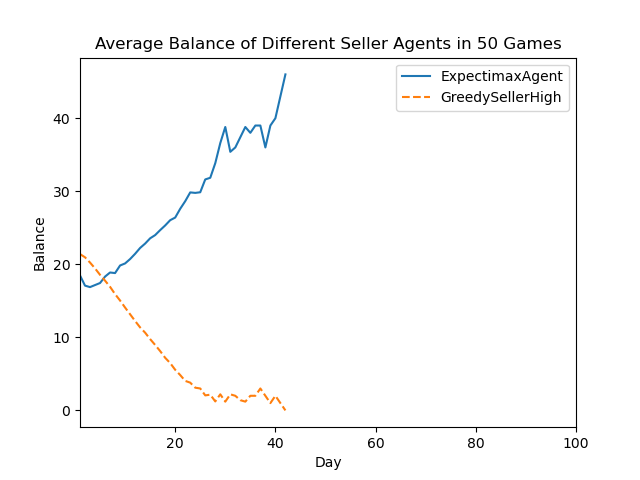 Average Balance of Different Seller Agents in 50 Games
ExpectimaxAgent
GreedySellerHigh
Balance
40
30
20
10
0
20
40
60
80
100
Day